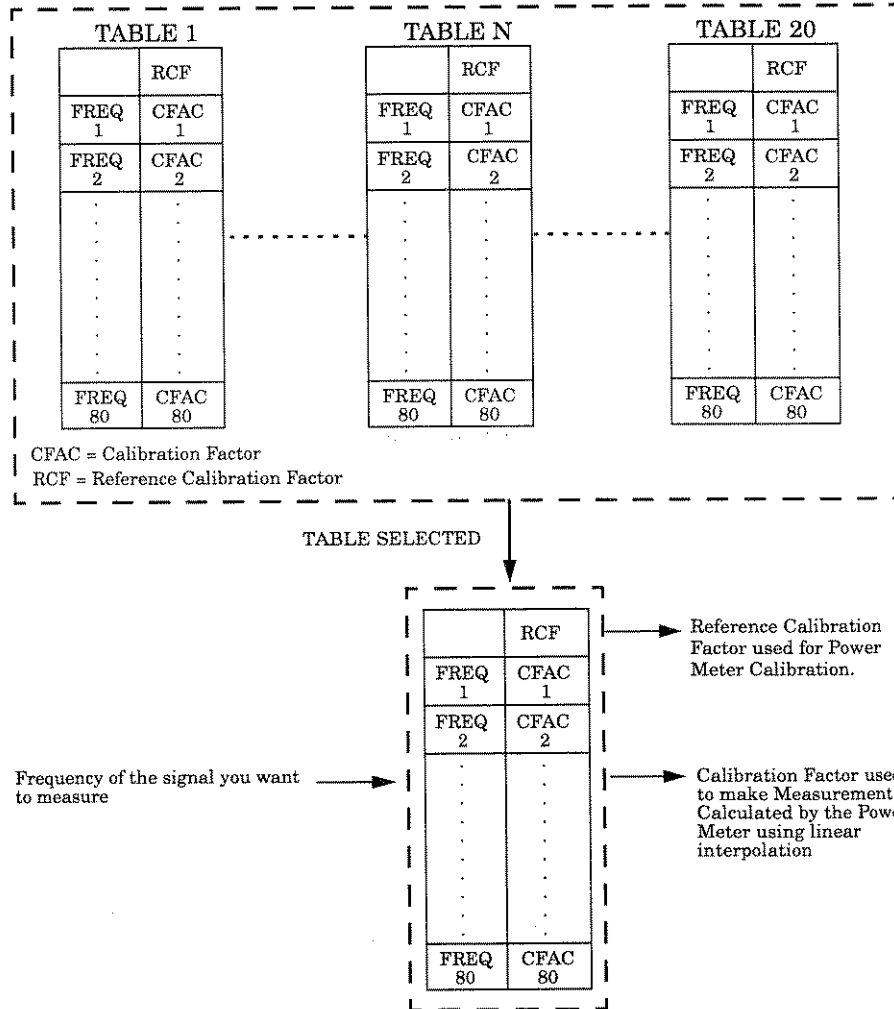 TABLE 1 TABLE N TABLE 20
RCF RCF RCF
FREQ 1 CFAC 1 FREQ 1 CFAC 1 FREQ 1 CFAC 1
FREQ 2 CFAC 2 FREQ 2 CFAC 2 FREQ 2 CFAC 2
FREQ 80 CFAC 80 FREQ 80 CFAC 80 FREQ 80 CFAC 80
CFAC = Calibration Factor
RCF = Reference Calibration Factor
TABLE SELECTED
RCF
FREQ 1 CFAC 1
FREQ 2 CFAC 2
FREQ 80 CFAC 80
Reference Calibration
Factor used for Power
Meter Calibration.
Frequency of the signal you want
to measure
Calibration Factor use
to make Measurement
Calculated by the Pow
Meter using linear
interpolation